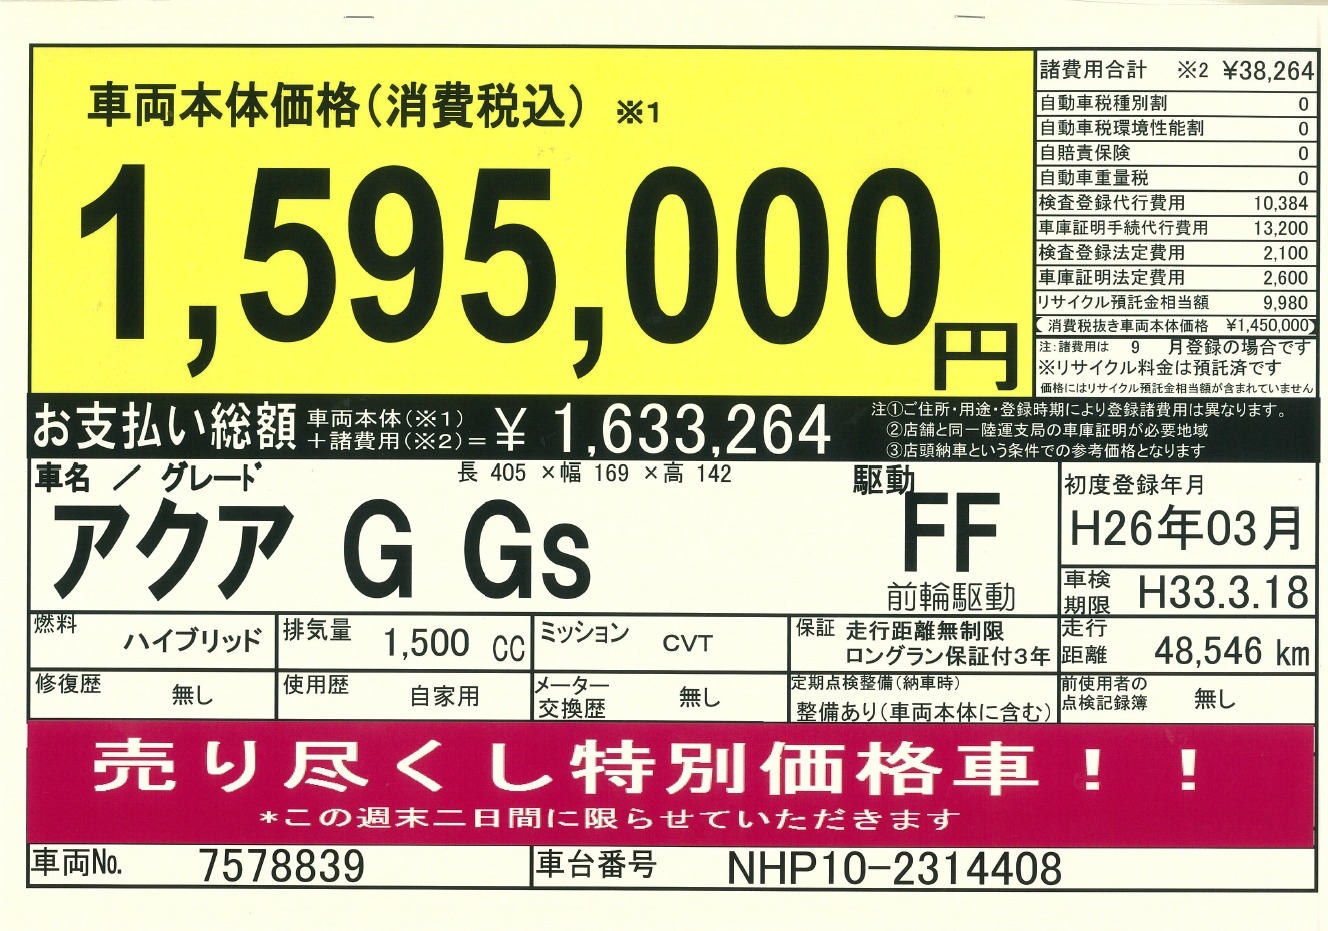 車両本体価格(消費税込) ※1
1,595,000円
諸費用合計 ※2 ¥38,264
自動車税種別割 0
自動車税環境性能割 0
自賠責保険 0
自動車重量税 0
検査登録代行費用 10,384
車庫証明手続代行費用 13,200
検査登録法定費用 2,100
車庫証明法定費用 2,600
リサイクル預託金相当額 9,980
( 消費税抜き車両本体価格 ¥1,450,000)
注:諸費用は 9 月登録の場合です
※リサイクル料金は預託済です
価格にはリサイクル預託金相当額が含まれていません
お支払い総額 車両本体(※1)
+諸費用(※2)= ¥ 1,633,264
注①ご住所・用途・登録時期により登録諸費用は異なります。
②店舗と同一陸運支局の車庫証明が必要地域
③店頭納車という条件での参考価格となります
車名 / グレード 長 405 ×幅 169 ×高 142
アクア G Gs
駆動
FF
前輪駆動
初度登録年月
H26年03月
車検
期限 H33.3.18
燃料 ハイブリッド
排気量 1,500 CC
ミッション CVT
保証 走行距離無制限
ロングラン保証付3年
走行
距離 48,546 km
修復歴 無し
使用歴 自家用
メーター
交換歴 無し
定期点検整備(納車時)
整備あり(車両本体に含む)
前使用者の
点検記録簿 無し
売り尽くし特別価格車!!
*この週末二日間に限らせていただきます
車両No. 7578839
車台番号 NHP10-2314408